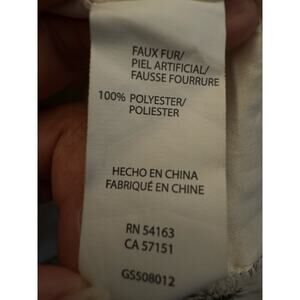 FAUX FUR/
PIEL ARTIFICIAL/
FAUSSE FOURRURE
100% POLYESTER/
POLIESTER
HECHO EN CHINA
FABRIQUÉ EN CHINE
RN 54163
CA 57151
GSS08012